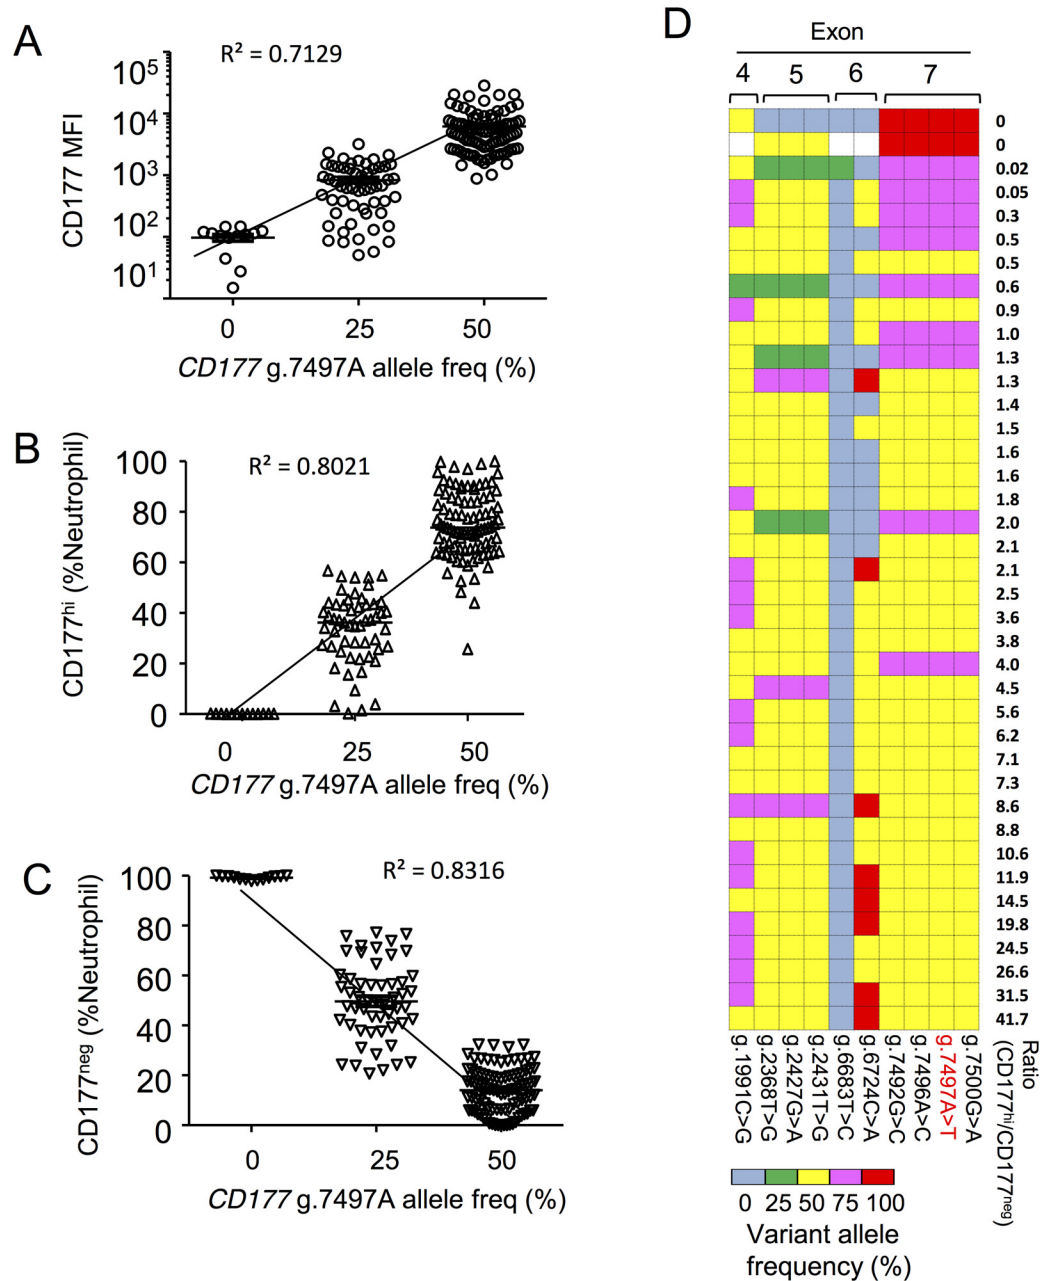 A
R² = 0.7129
CD177 MFI
10⁵
10⁴
10³
10²
10¹
0 25 50
CD177 g.7497A allele freq (%)
B
R² = 0.8021
CD177ʰⁱ (%Neutrophil)
100
80
60
40
20
0
0 25 50
CD177 g.7497A allele freq (%)
C
R² = 0.8316
CD177ⁿᵉᵍ (%Neutrophil)
100
80
60
40
20
0
0 25 50
CD177 g.7497A allele freq (%)
D
Exon
4 5 6 7
0
0
0.02
0.05
0.3
0.5
0.5
0.6
0.9
1.0
1.3
1.3
1.4
1.5
1.6
1.6
1.8
2.0
2.1
2.1
2.5
3.6
3.8
4.0
4.5
5.6
6.2
7.1
7.3
8.6
8.8
10.6
11.9
14.5
19.8
24.5
26.6
31.5
41.7
g.1991C>G
g.2368T>G
g.2427G>A
g.2431T>G
g.6683T>C
g.6724C>A
g.7492G>C
g.7496A>C
g.7497A>T
g.7500G>A
Ratio
(CD177ʰⁱ/CD177ⁿᵉᵍ)
0 25 50 75 100
Variant allele
frequency (%)